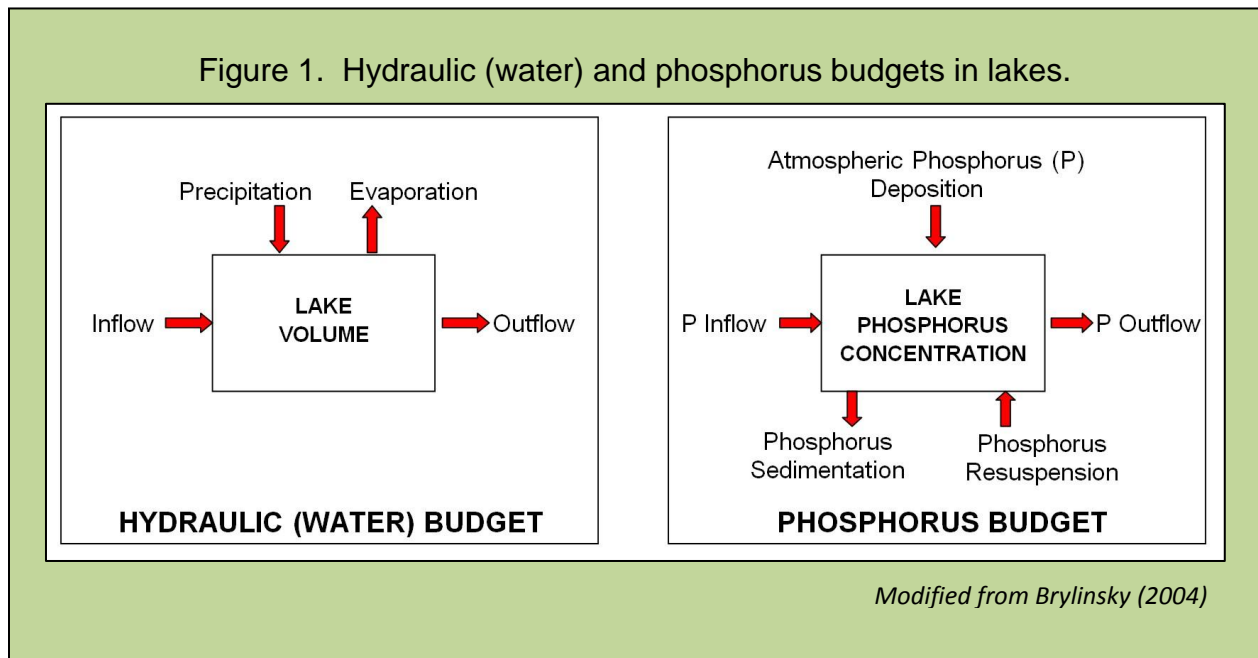 Figure 1. Hydraulic (water) and phosphorus budgets in lakes.
Precipitation
Evaporation
Inflow
LAKE
VOLUME
Outflow
HYDRAULIC (WATER) BUDGET
Atmospheric Phosphorus (P)
Deposition
P Inflow
LAKE
PHOSPHORUS
CONCENTRATION
P Outflow
Phosphorus
Sedimentation
Phosphorus
Resuspension
PHOSPHORUS BUDGET
Modified from Brylinsky (2004)